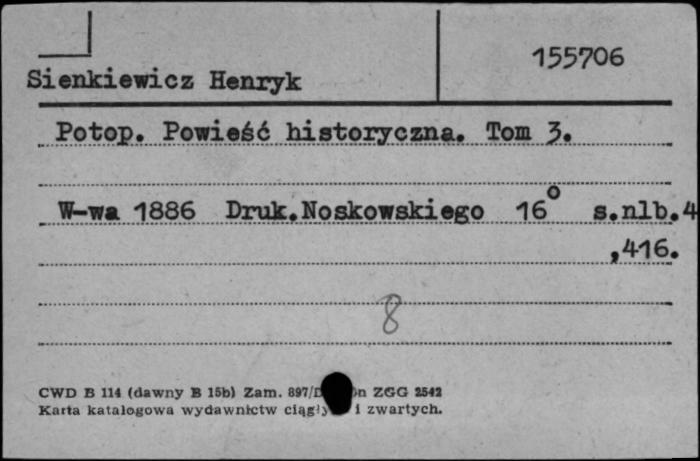 155706
Sienkiewicz Henryk
Potop. Powieść historyczna. Tom 3.
W-wa 1886 Druk.Noskowskiego 16° s.nlb.4
,416.
8
CWD B 114 (dawny B 15b) Zam. ZGG 2542
Karta katalogowa wydawnictw i zwartych.